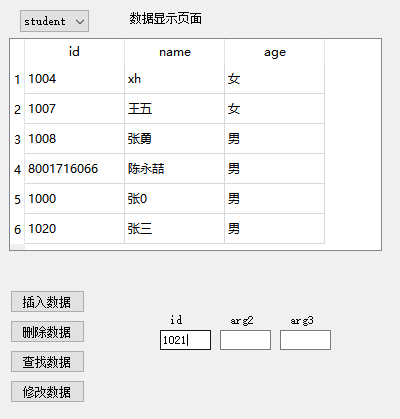 student 数据显示页面
id name age
1 1004 xh 女
2 1007 王五 女
3 1008 张勇 男
4 8001716066 陈永喆 男
5 1000 张0 男
6 1020 张三 男
插入数据
id arg2 arg3
删除数据 1021
查找数据
修改数据